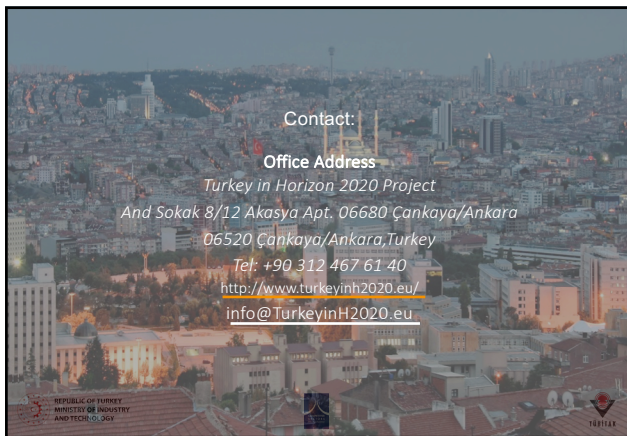 Contact:
Office Address
Turkey in Horizon 2020 Project
And Sokak 8/12 Akasya Apt. 06680 Çankaya/Ankara
06520 Çankaya/Ankara,Turkey
Tel: +90 312 467 61 40
http://www.turkeyinh2020.eu/
info@TurkeyinH2020.eu
REPUBLIC OF TURKEY
MINISTRY OF INDUSTRY
AND TECHNOLOGY
TÜBİTAK